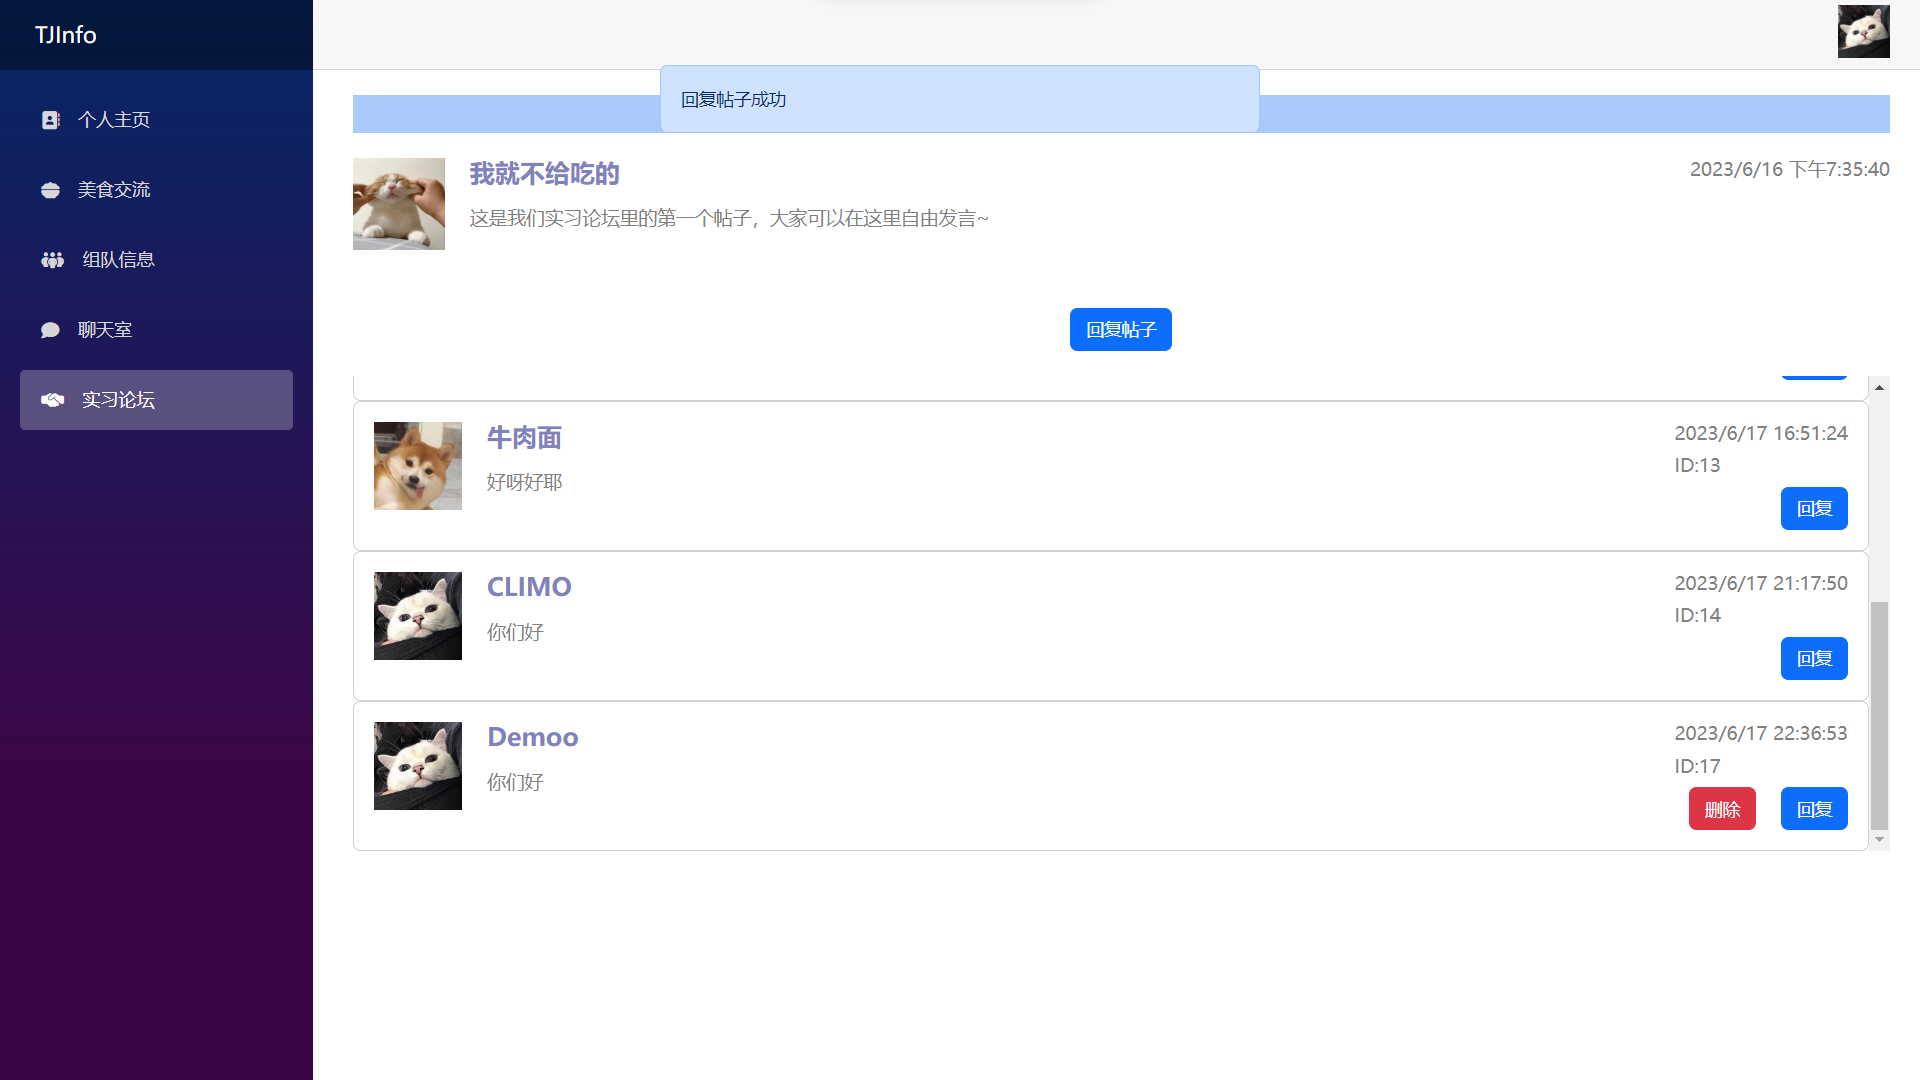 TJInfo
个人主页
美食交流
组队信息
聊天室
实习论坛
回复帖子成功
我就不给吃的
2023/6/16 下午7:35:40
这是我们实习论坛里的第一个帖子，大家可以在这里自由发言~
回复帖子
牛肉面
2023/6/17 16:51:24
好呀好耶
ID:13
回复
CLIMO
2023/6/17 21:17:50
你们好
ID:14
回复
Demoo
2023/6/17 22:36:53
你们好
ID:17
删除
回复